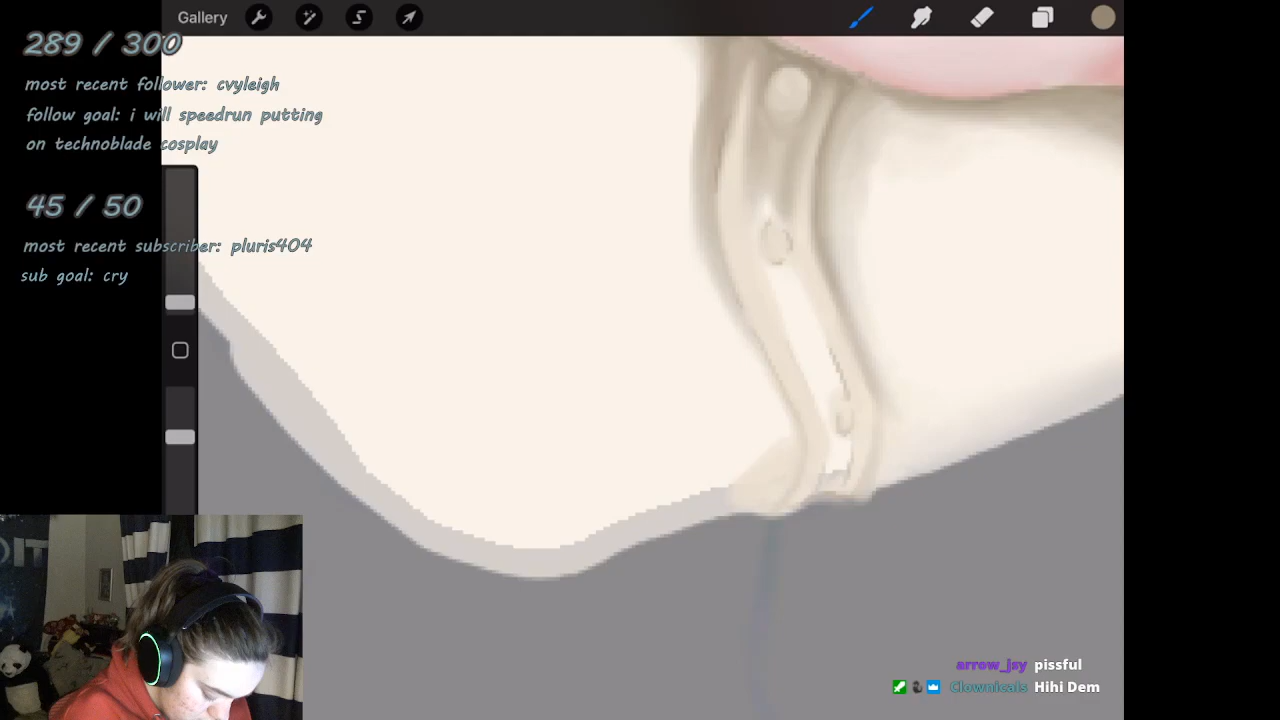 Gallery
289 / 300
most recent follower: cvyleigh
follow goal: i will speedrun putting
on technoblade cosplay
45 / 50
most recent subscriber: pluris404
sub goal: cry
arrow_jsy pissful
Clownicals Hihi Dem